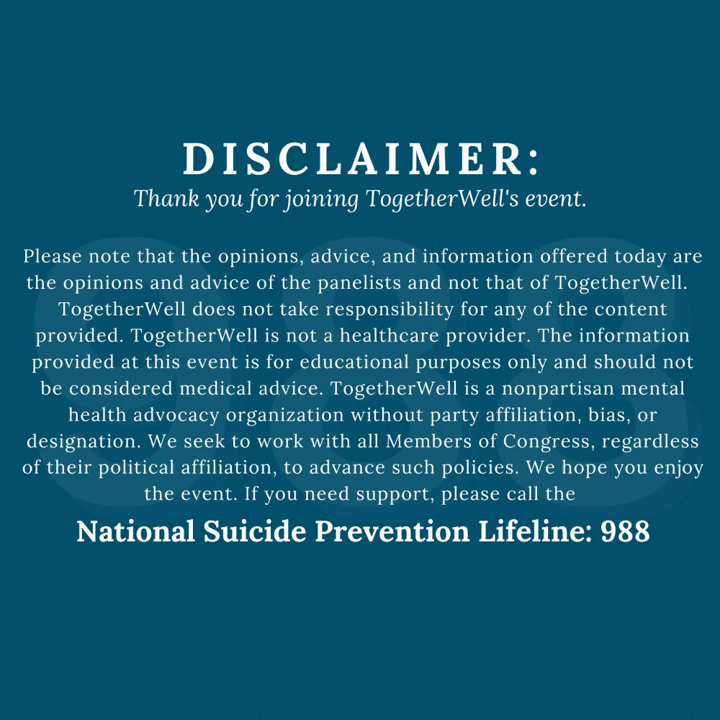 DISCLAIMER:
Thank you for joining TogetherWell's event.
Please note that the opinions, advice, and information offered today are
the opinions and advice of the panelists and not that of TogetherWell.
TogetherWell does not take responsibility for any of the content
provided. TogetherWell is not a healthcare provider. The information
provided at this event is for educational purposes only and should not
be considered medical advice. TogetherWell is a nonpartisan mental
health advocacy organization without party affiliation, bias, or
designation. We seek to work with all Members of Congress, regardless
of their political affiliation, to advance such policies. We hope you enjoy
the event. If you need support, please call the
National Suicide Prevention Lifeline: 988
988